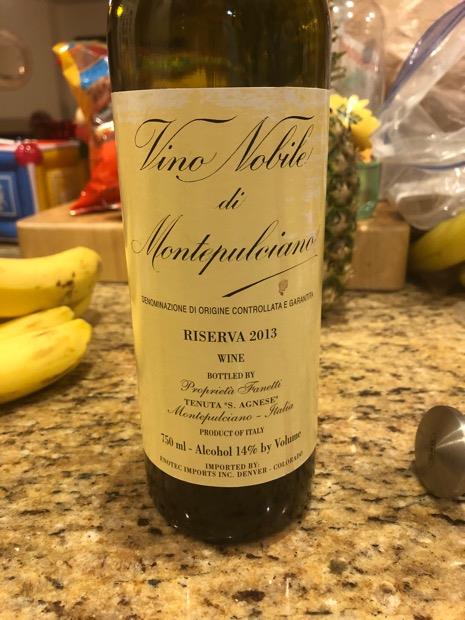 Vino Nobile
di
Montepulciano
DENOMINAZIONE DI ORIGINE CONTROLLATA E GARANTITA
RISERVA 2013
WINE
BOTTLED BY
Proprietà Fanetti
TENUTA "S. AGNESE"
Montepulciano - Italia
PRODUCT OF ITALY
750 ml - Alcohol 14% by Volume
IMPORTED BY:
ENOTEC IMPORTS INC. DENVER - COLORADO